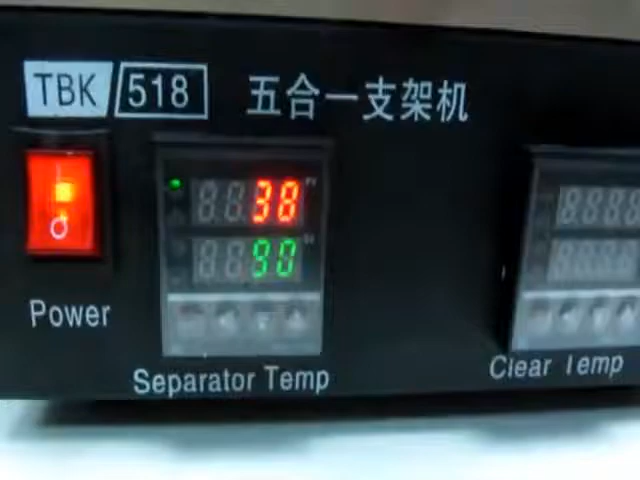 TBK 518 五合一支架机
38
90
Power
Separator Temp
Clear Temp